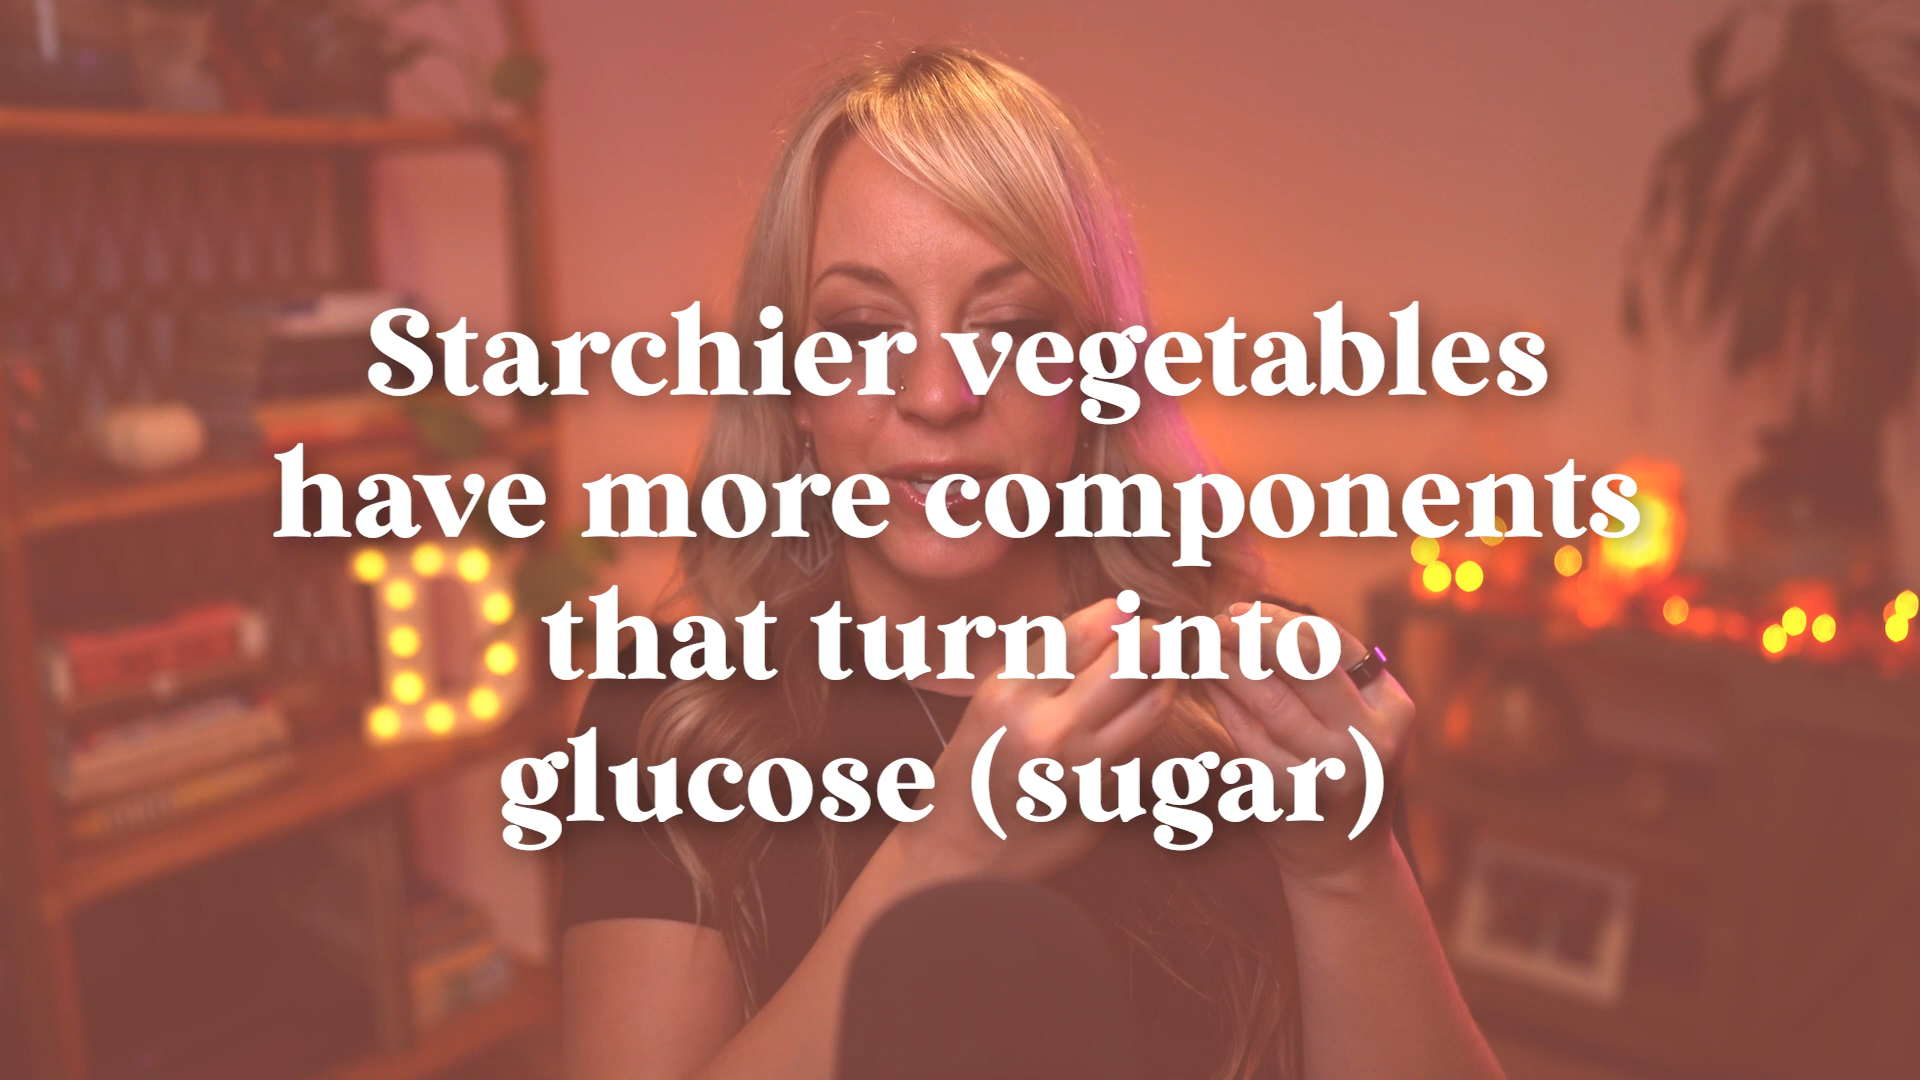 Starchier vegetables
have more components
that turn into
glucose (sugar)
D